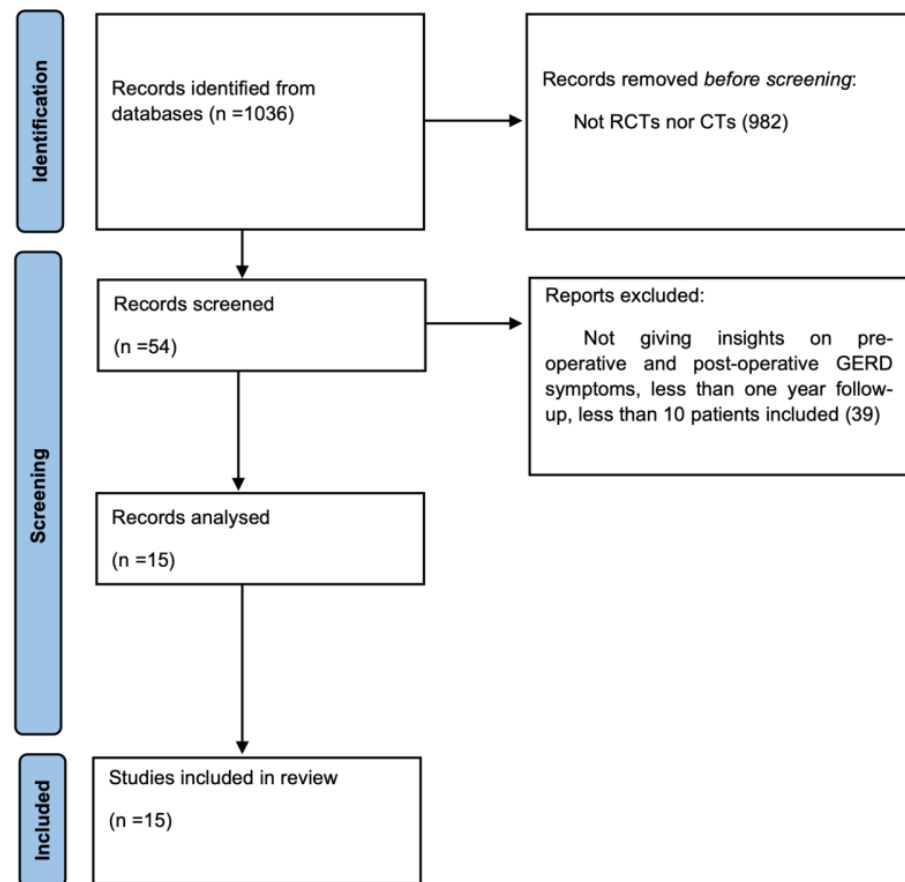 Identification
Records identified from
databases (n =1036)
Records removed before screening:
Not RCTs nor CTs (982)
Screening
Records screened
(n =54)
Reports excluded:
Not giving insights on pre-
operative and post-operative GERD
symptoms, less than one year follow-
up, less than 10 patients included (39)
Records analysed
(n =15)
Included
Studies included in review
(n =15)